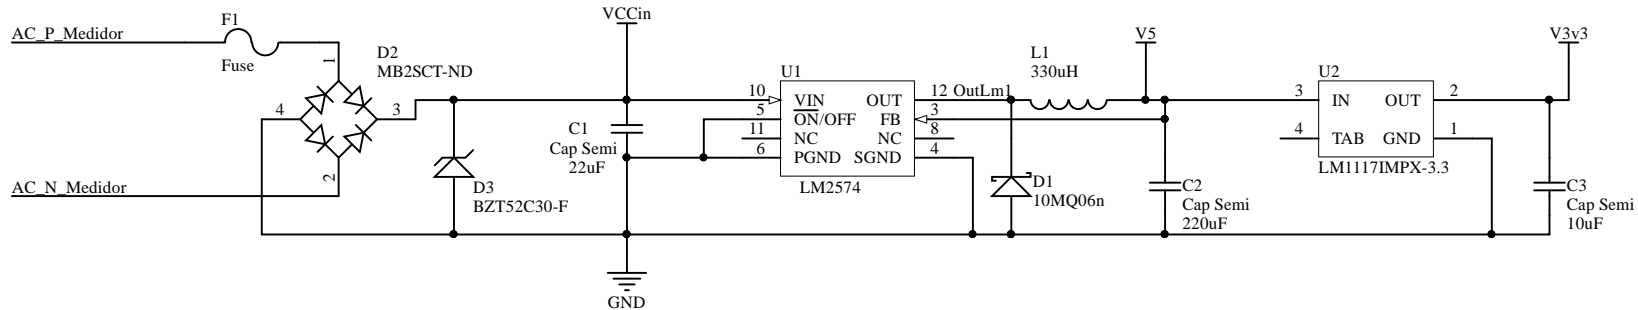 AC_P_Medidor
F1
Fuse
AC_N_Medidor
1
4
3
2
D2
MB2SCT-ND
D3
BZT52C30-F
VCCin
C1
Cap Semi
22uF
GND
U1
10
VIN
5
ON/OFF
11
NC
6
PGND
OUT
12
OutLm1
FB
3
NC
8
SGND
4
LM2574
D1
10MQ06n
L1
330uH
V5
C2
Cap Semi
220uF
U2
3
IN
4
TAB
OUT
2
GND
1
LM1117IMPX-3.3
V3v3
C3
Cap Semi
10uF